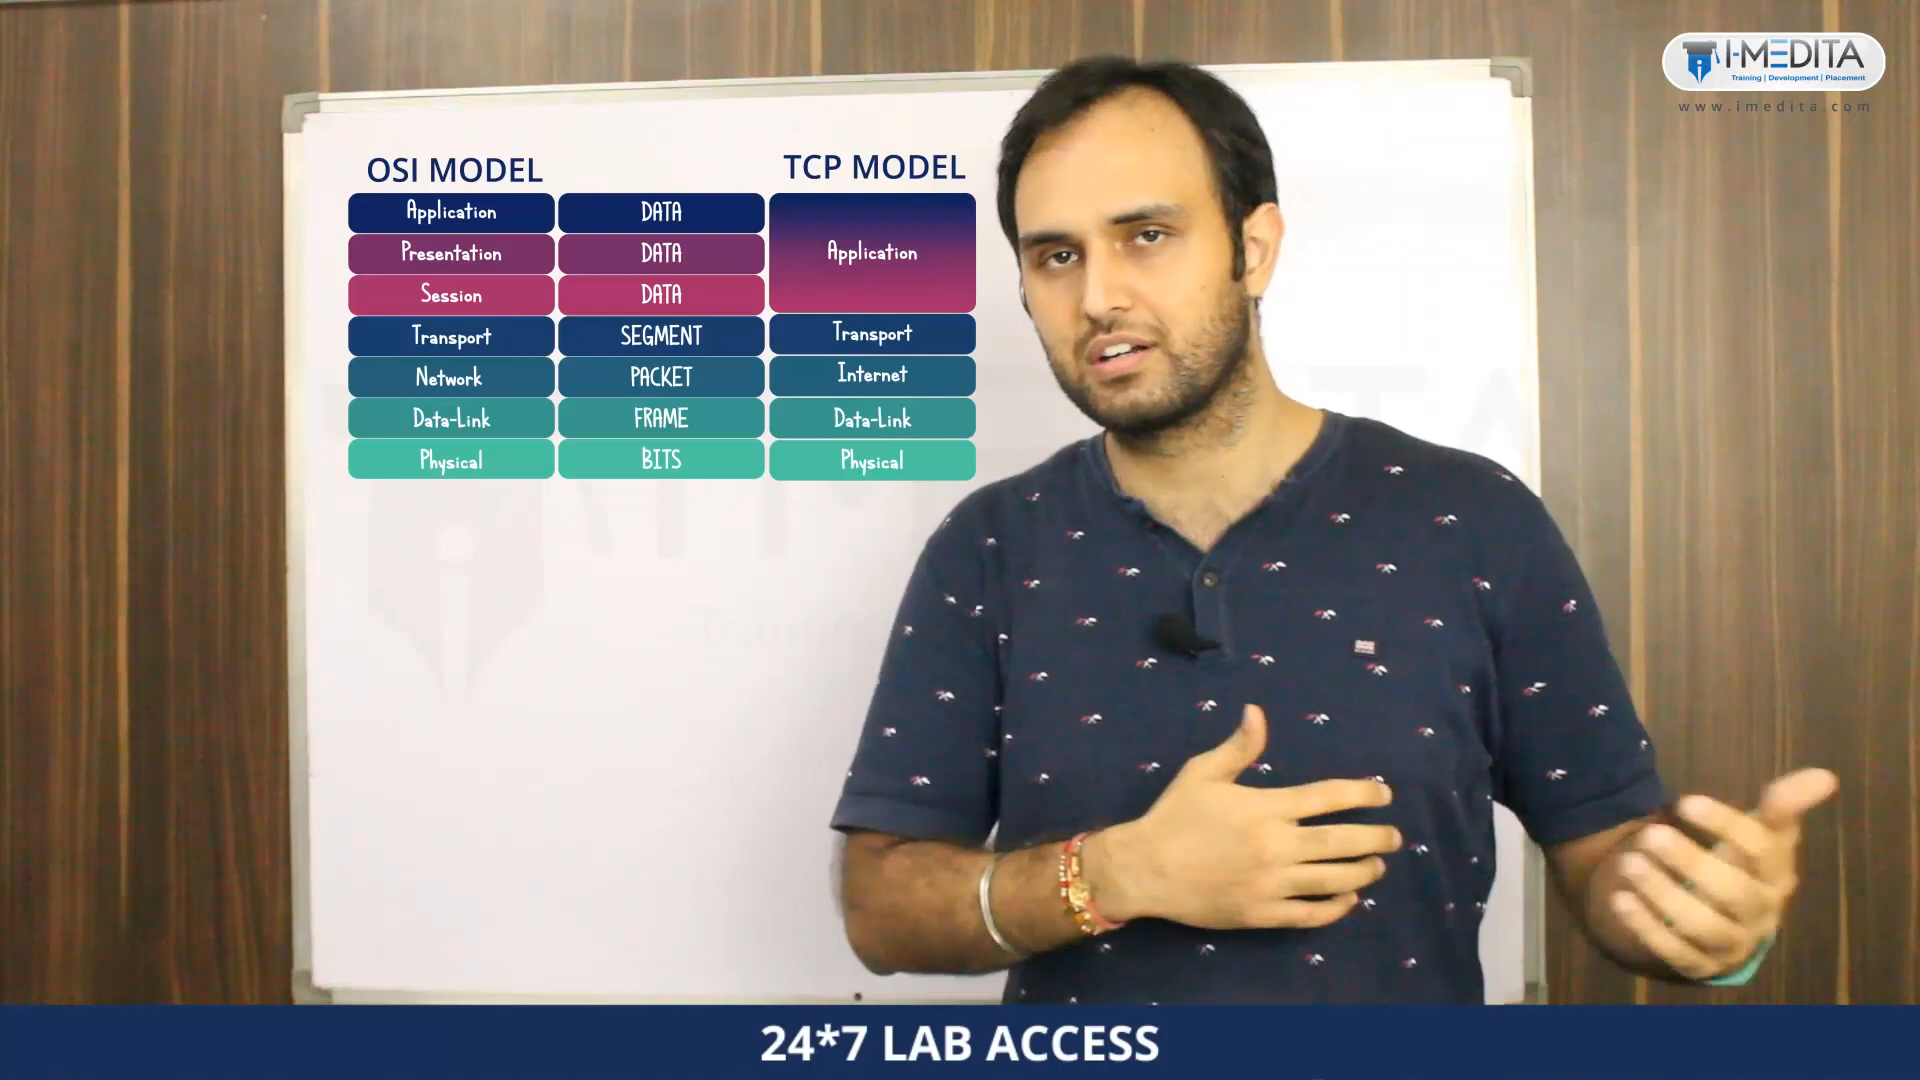 I-MEDITA
Training | Development | Placement
www.imedita.com
OSI MODEL
TCP MODEL
Application DATA Application
Presentation DATA
Session DATA
Transport SEGMENT Transport
Network PACKET Internet
Data-Link FRAME Data-Link
Physical BITS Physical
24*7 LAB ACCESS